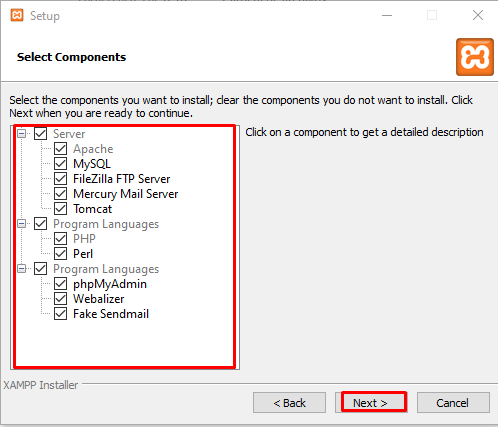 Setup
Select Components
Select the components you want to install; clear the components you do not want to install. Click
Next when you are ready to continue.
Server
Apache
MySQL
FileZilla FTP Server
Mercury Mail Server
Tomcat
Program Languages
PHP
Perl
Program Languages
phpMyAdmin
Webalizer
Fake Sendmail
Click on a component to get a detailed description
XAMPP Installer
< Back
Next >
Cancel